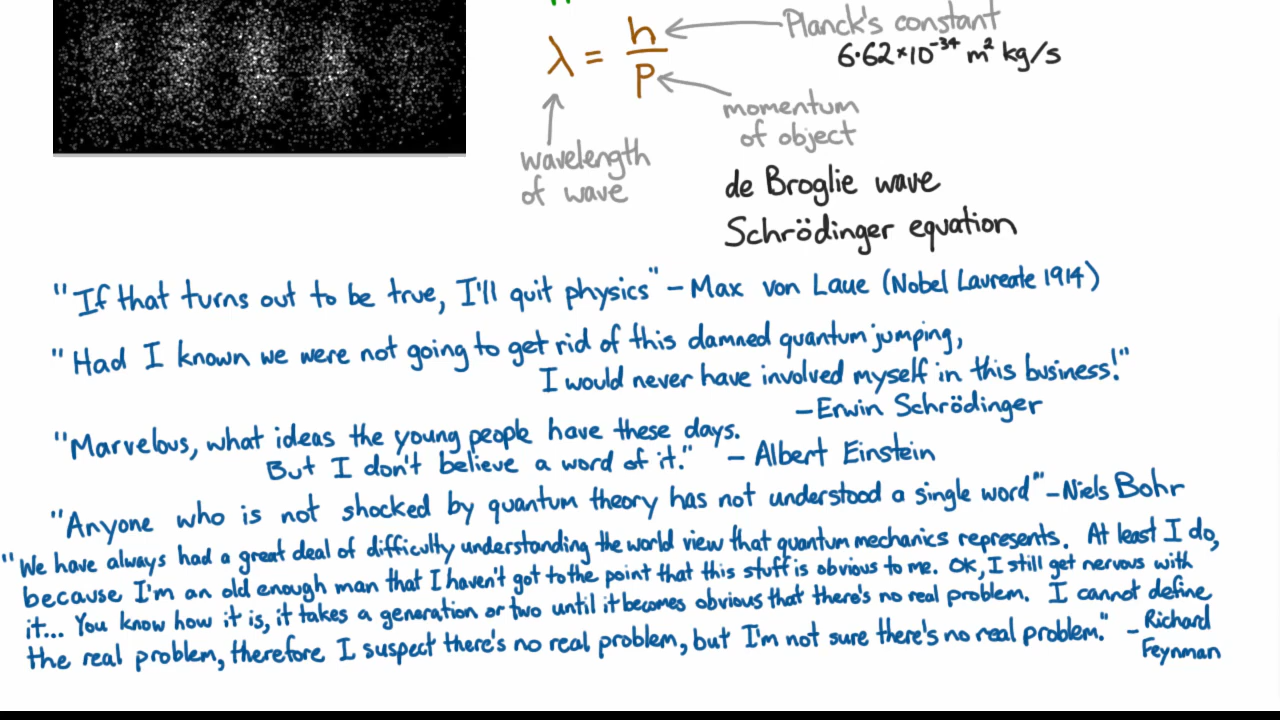 λ = h/P
Planck's constant
6.62×10⁻³⁴ m² kg/s
momentum
of object
wavelength
of wave
de Broglie wave
Schrödinger equation
"If that turns out to be true, I'll quit physics" - Max von Laue (Nobel Laureate 1914)
"Had I known we were not going to get rid of this damned quantum jumping,
I would never have involved myself in this business!"
- Erwin Schrödinger
"Marvelous, what ideas the young people have these days.
But I don't believe a word of it." - Albert Einstein
"Anyone who is not shocked by quantum theory has not understood a single word" - Niels Bohr
"We have always had a great deal of difficulty understanding the world view that quantum mechanics represents. At least I do,
because I'm an old enough man that I haven't got to the point that this stuff is obvious to me. OK, I still get nervous with
it... You know how it is, it takes a generation or two until it becomes obvious that there's no real problem. I cannot define
the real problem, therefore I suspect there's no real problem, but I'm not sure there's no real problem." - Richard
Feynman